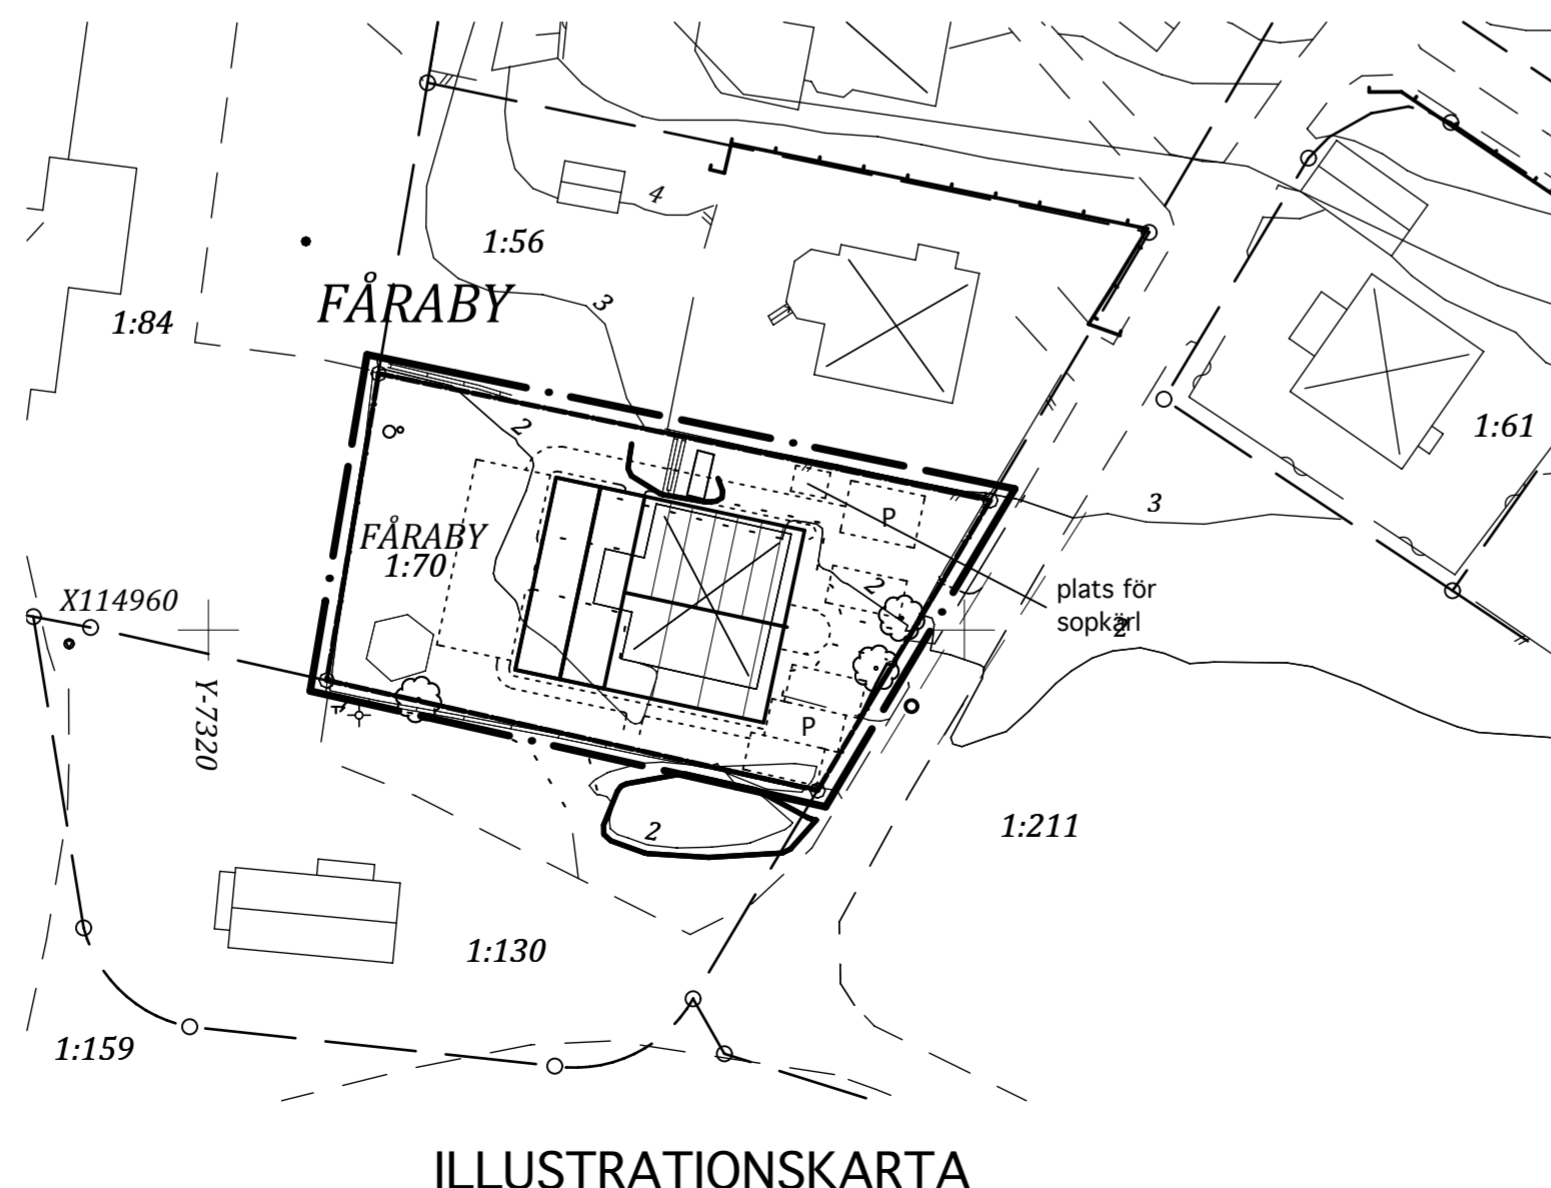 4
1:56
3
FÅRABY
1:84
1:61
2
3
P
FÅRABY
1:70
2
plats för
sopkärl
2
X114960
Y-7320
P
2
1:211
1:130
1:159
ILLUSTRATIONSKARTA